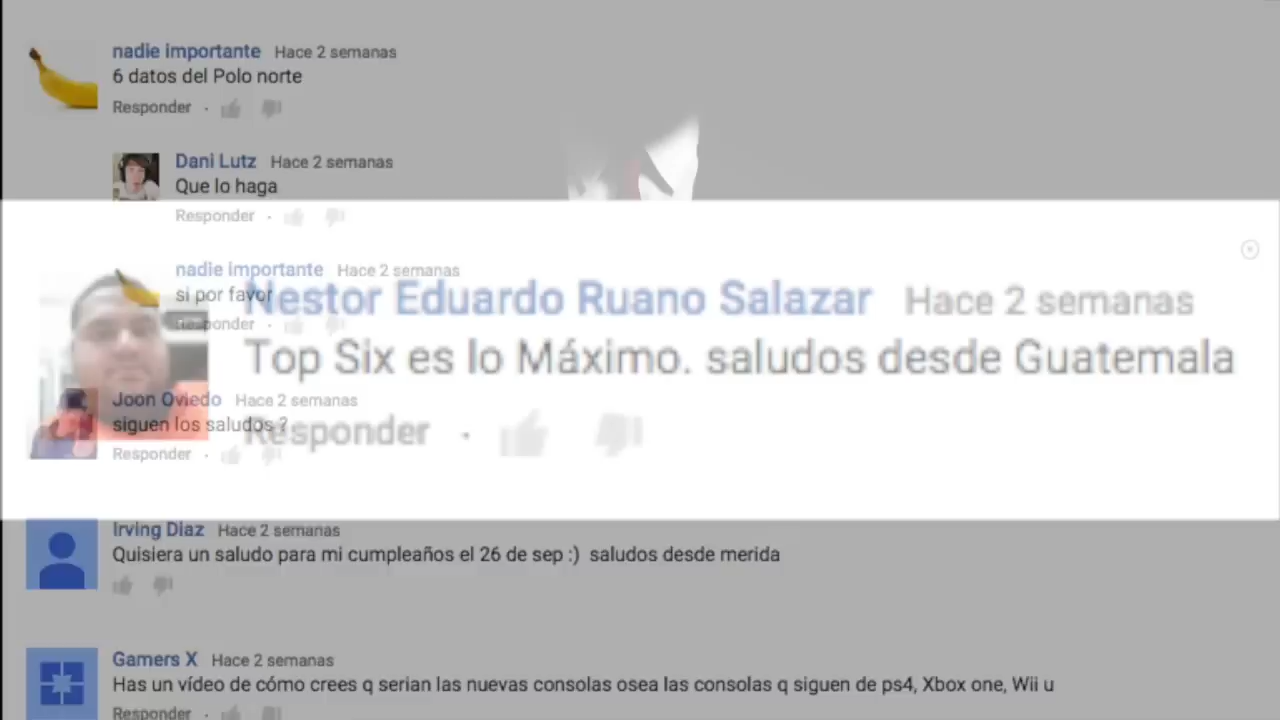 nadie importante Hace 2 semanas
6 datos del Polo norte
Responder ·
Dani Lutz Hace 2 semanas
Que lo haga
Responder ·
nadie importante Hace 2 semanas
si por favor
Responder ·
Nestor Eduardo Ruano Salazar Hace 2 semanas
Top Six es lo Máximo. saludos desde Guatemala
Responder ·
Joon Oviedo Hace 2 semanas
siguen los saludos ?
Responder ·
Irving Diaz Hace 2 semanas
Quisiera un saludo para mi cumpleaños el 26 de sep :) saludos desde merida
Gamers X Hace 2 semanas
Has un vídeo de cómo crees q serian las nuevas consolas osea las consolas q siguen de ps4, Xbox one, Wii u
Responder ·